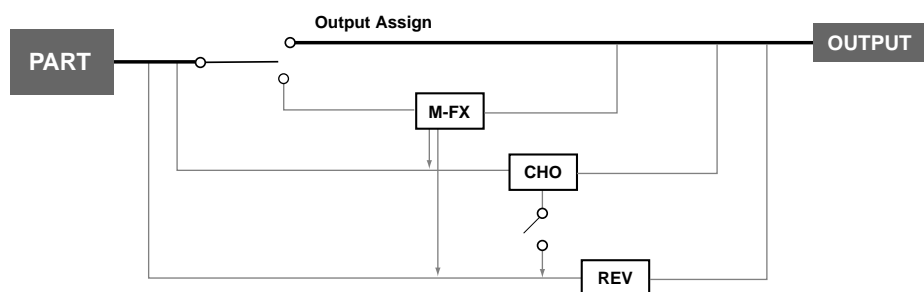 Output Assign
PART
OUTPUT
M-FX
CHO
REV